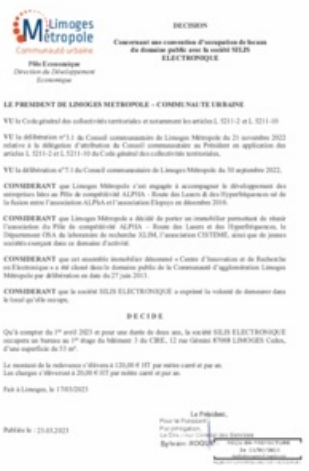 Limoges
Métropole
Communauté urbaine
Pôle Economique
Direction du Développement
Economique
DECISION
Concernant une convention d'occupation de locaux
du domaine public avec la société SILIS
ELECTRONIQUE
LE PRESIDENT DE LIMOGES METROPOLE – COMMUNAUTE URBAINE
VU le Code général des collectivités territoriales et notamment les articles L 5211-2 et L 5211-10
VU la délibération n°3.1 du Conseil communautaire de Limoges Métropole du 21 novembre 2022
relative à la délégation d'attribution du Conseil communautaire au Président en application des
articles L 5211-2 et L 5211-10 du Code général des collectivités territoriales,
VU la délibération n°7.1 du Conseil communautaire de Limoges Métropole du 30 septembre 2022,
CONSIDERANT que Limoges Métropole s'est engagée à accompagner le développement des
entreprises liées au Pôle de compétitivité ALPHA – Route des Lasers et des Hyperfréquences né de
la fusion entre l'association ALPhA et l'association Elopsys en décembre 2016.
CONSIDERANT que Limoges Métropole a décidé de porter un immobilier permettant de réunir
l'association du Pôle de compétitivité ALPHA – Route des Lasers et des Hyperfréquences, le
Département OSA du laboratoire de recherche XLIM, l'association CISTEME, ainsi que de jeunes
sociétés exerçant dans ce domaine d'activité.
CONSIDERANT que cet ensemble immobilier dénommé « Centre d'Innovation et de Recherche
en Electronique » a été classé dans le domaine public de la Communauté d'agglomération Limoges
Métropole par délibération en date du 27 juin 2013.
CONSIDERANT que la société SILIS ELECTRONIQUE a exprimé la volonté de demeurer dans
le local qu'elle occupe,
DECIDE
Qu'à compter du 1er avril 2023 et pour une durée de deux ans, la société SILIS ELECTRONIQUE
occupera un bureau au 1er étage du bâtiment 3 du CIRE, 12 rue Gémini 87068 LIMOGES Cedex,
d'une superficie de 33 m².
Le montant de la redevance s'élèvera à 120,00 € HT par mètre carré et par an.
Les charges s'élèveront à 20,00 € HT par mètre carré et par an.
Fait à Limoges, le 17/03/2023
Le Président,
Pour le Président
Par délégation,
Sylvain ROQUES
Publiée le : 23.03.2023